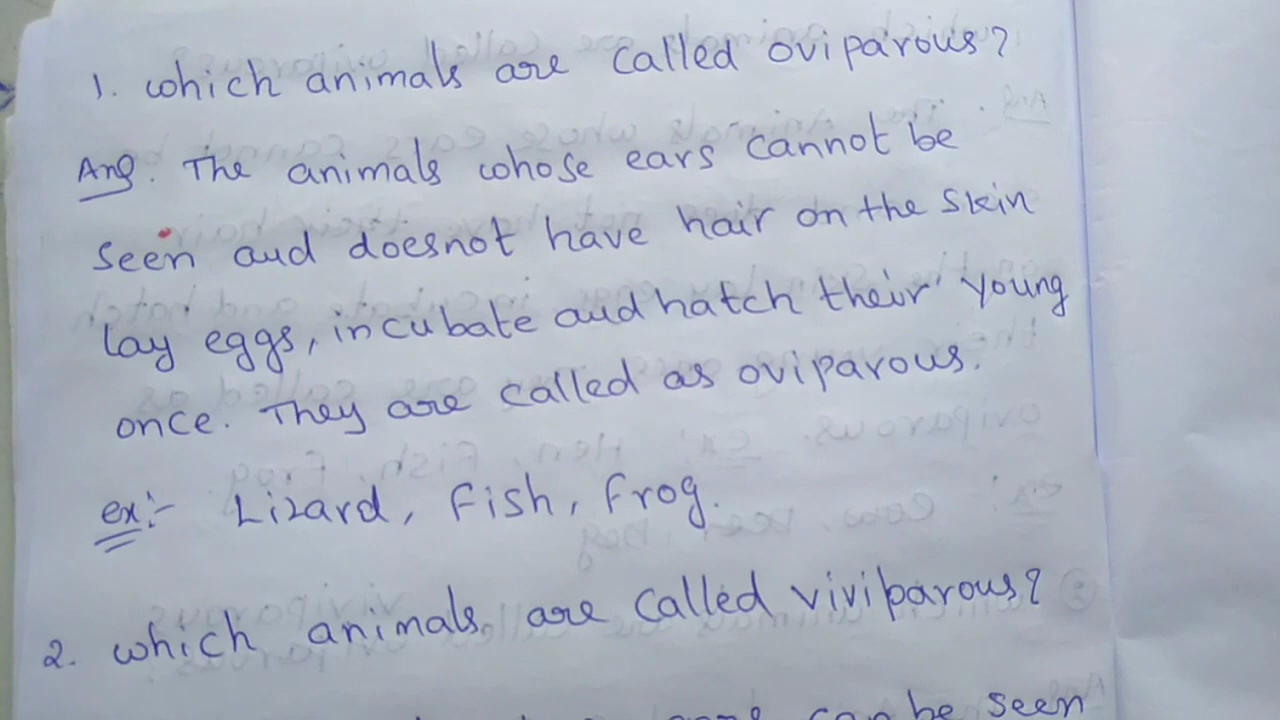 1. which animals are called oviparous?
Ans. The animals whose ears cannot be
seen and doesnot have hair on the skin
lay eggs, incubate and hatch their young
once. They are called as oviparous.
ex:- Lizard, Fish, Frog.
2. which animals are called viviparous?
can be seen